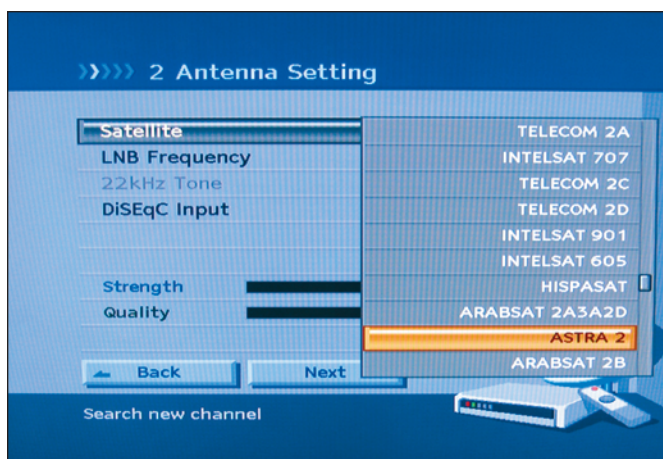 2 Antenna Setting
Satellite
LNB Frequency
22kHz Tone
DiSEqC Input
Strength
Quality
TELECOM 2A
INTELSAT 707
TELECOM 2C
TELECOM 2D
INTELSAT 901
INTELSAT 605
HISPASAT
ARABSAT 2A3A2D
ASTRA 2
ARABSAT 2B
Back
Next
Search new channel